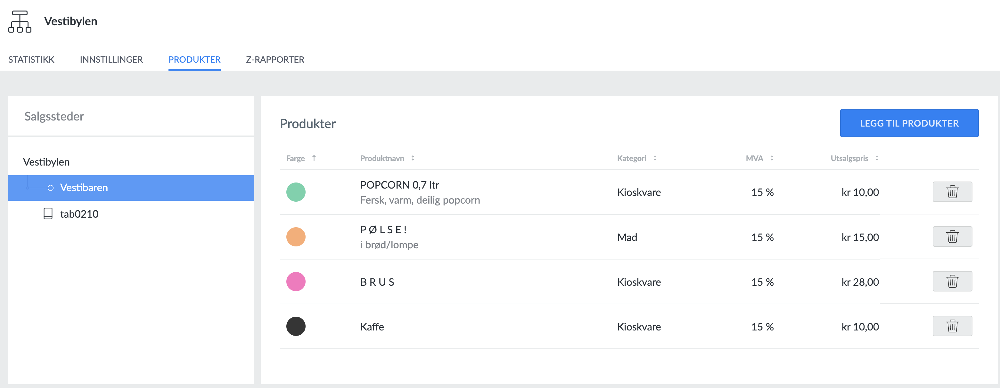 Vestibylen
STATISTIKK INNSTILLINGER PRODUKTER Z-RAPPORTER
Salgssteder
Vestibylen
Vestibaren
tab0210
Produkter
LEGG TIL PRODUKTER
Farge Produktnavn Kategori MVA Utsalgspris
POPCORN 0,7 ltr
Fersk, varm, deilig popcorn
Kioskvare 15 % kr 10,00
P Ø L S E !
i brød/lompe
Mad 15 % kr 15,00
B R U S Kioskvare 15 % kr 28,00
Kaffe Kioskvare 15 % kr 10,00